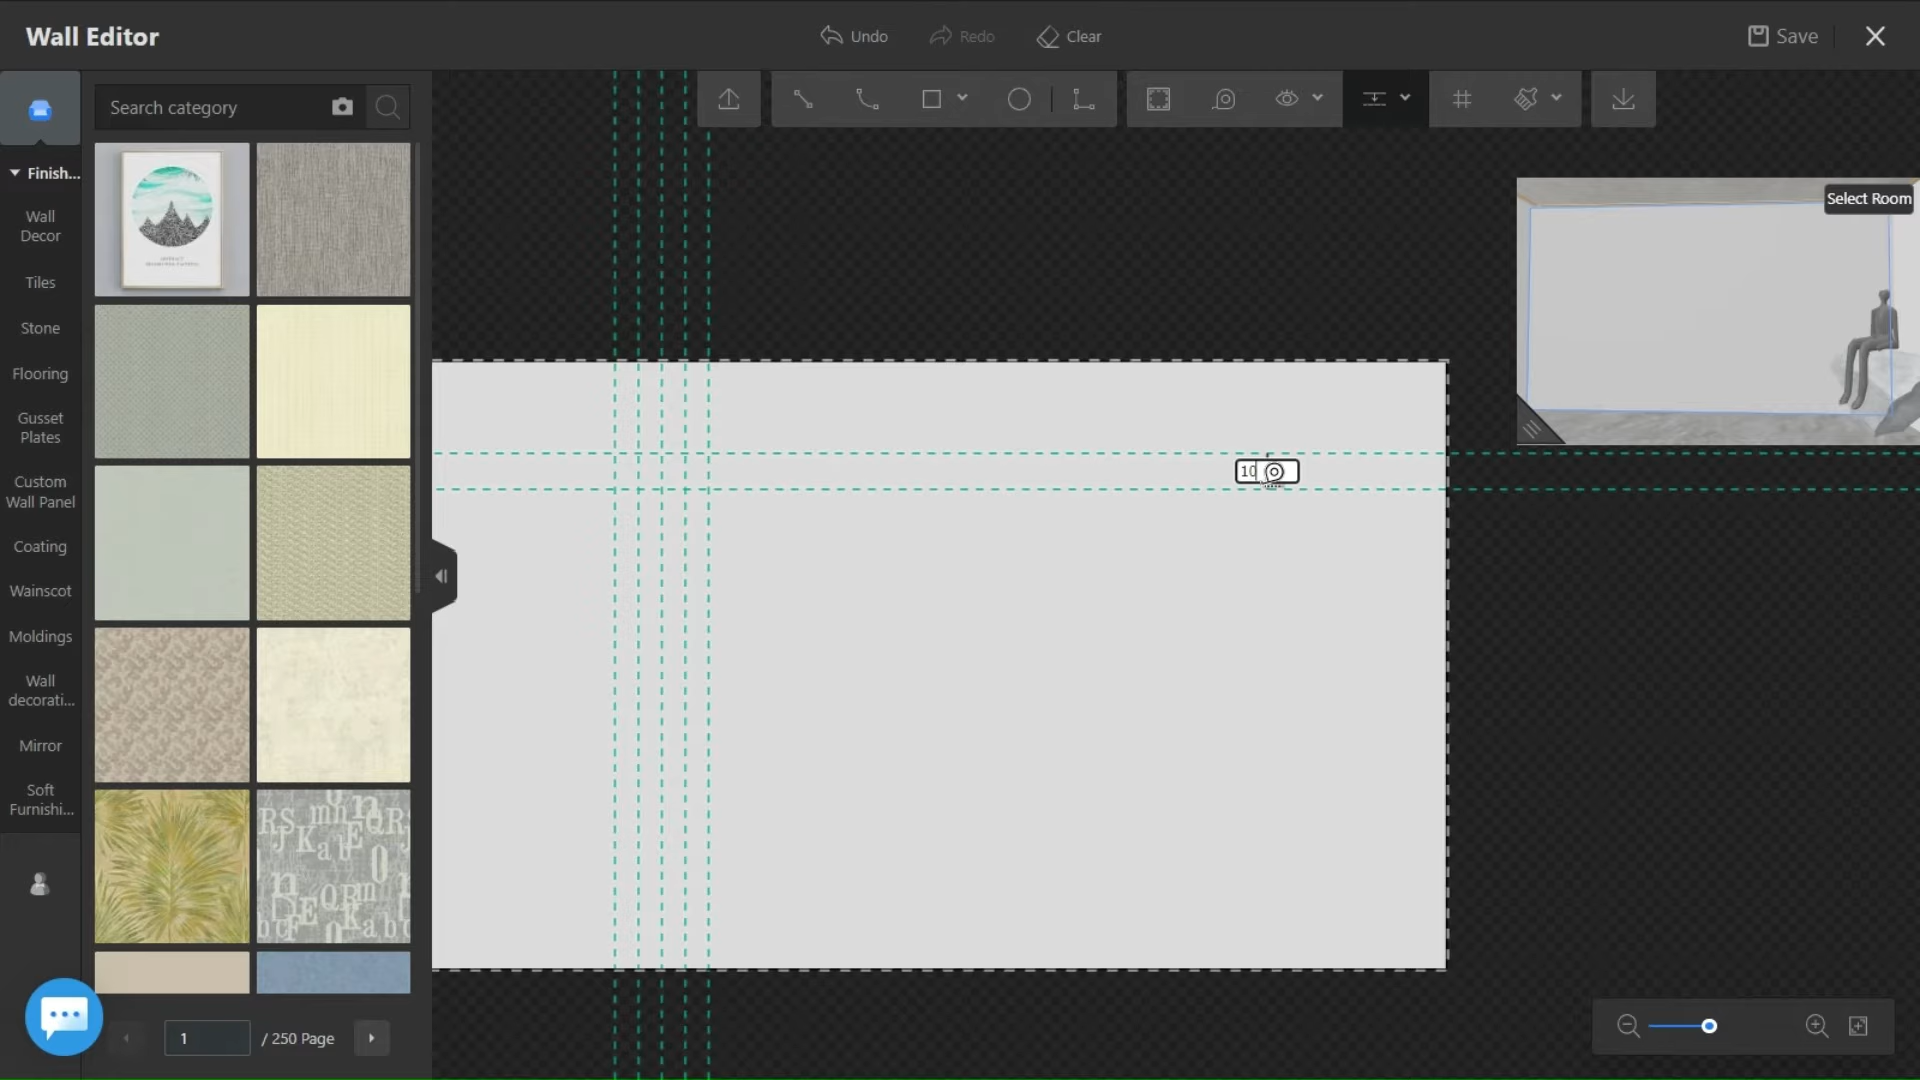 Wall Editor
Undo
Redo
Clear
Save
Search category
Finish...
Wall
Decor
Tiles
Stone
Flooring
Gusset
Plates
Custom
Wall Panel
Coating
Wainscot
Moldings
Wall
decorati...
Mirror
Soft
Furnishi...
Select Room
10
1
/ 250 Page